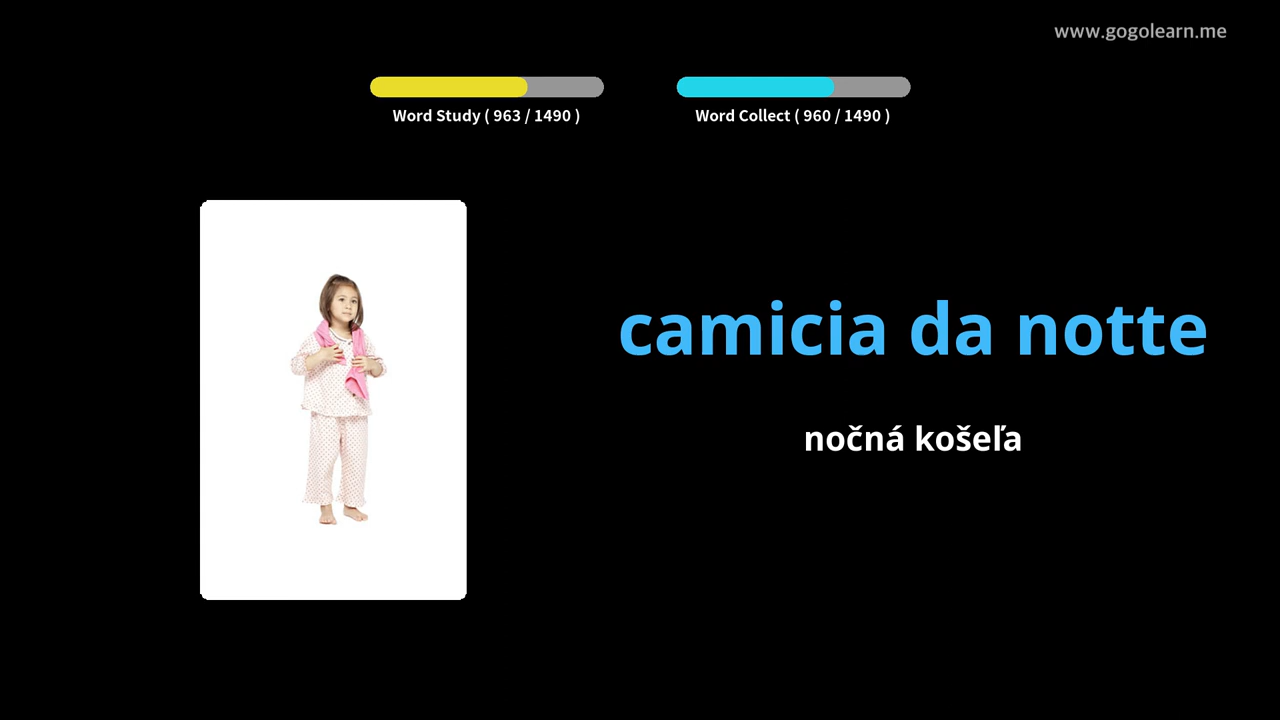 www.gogolearn.me
Word Study ( 963 / 1490 )
Word Collect ( 960 / 1490 )
camicia da notte
nočná košeľa